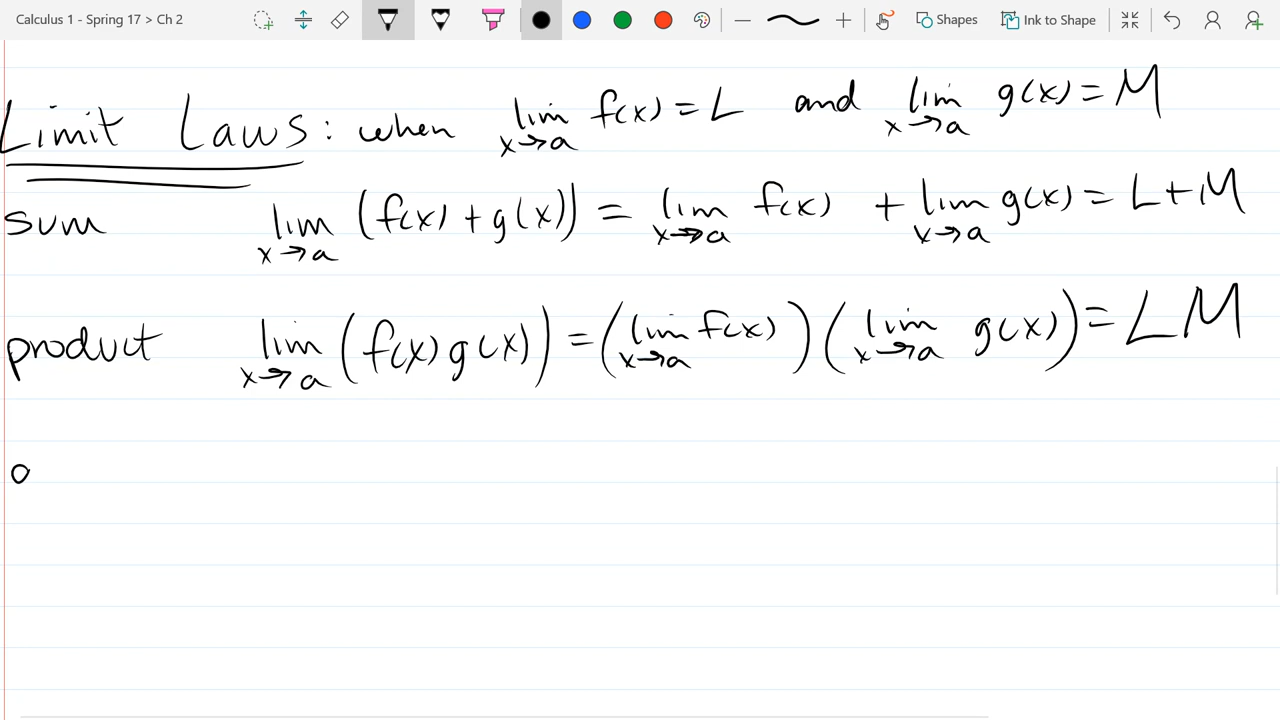 Calculus 1 - Spring 17 > Ch 2
Shapes
Ink to Shape
Limit Laws: when lim x→a f(x) = L and lim x→a g(x) = M
sum lim x→a (f(x) + g(x)) = lim x→a f(x) + lim x→a g(x) = L + M
product lim x→a (f(x) g(x)) = (lim x→a f(x)) (lim x→a g(x)) = L M